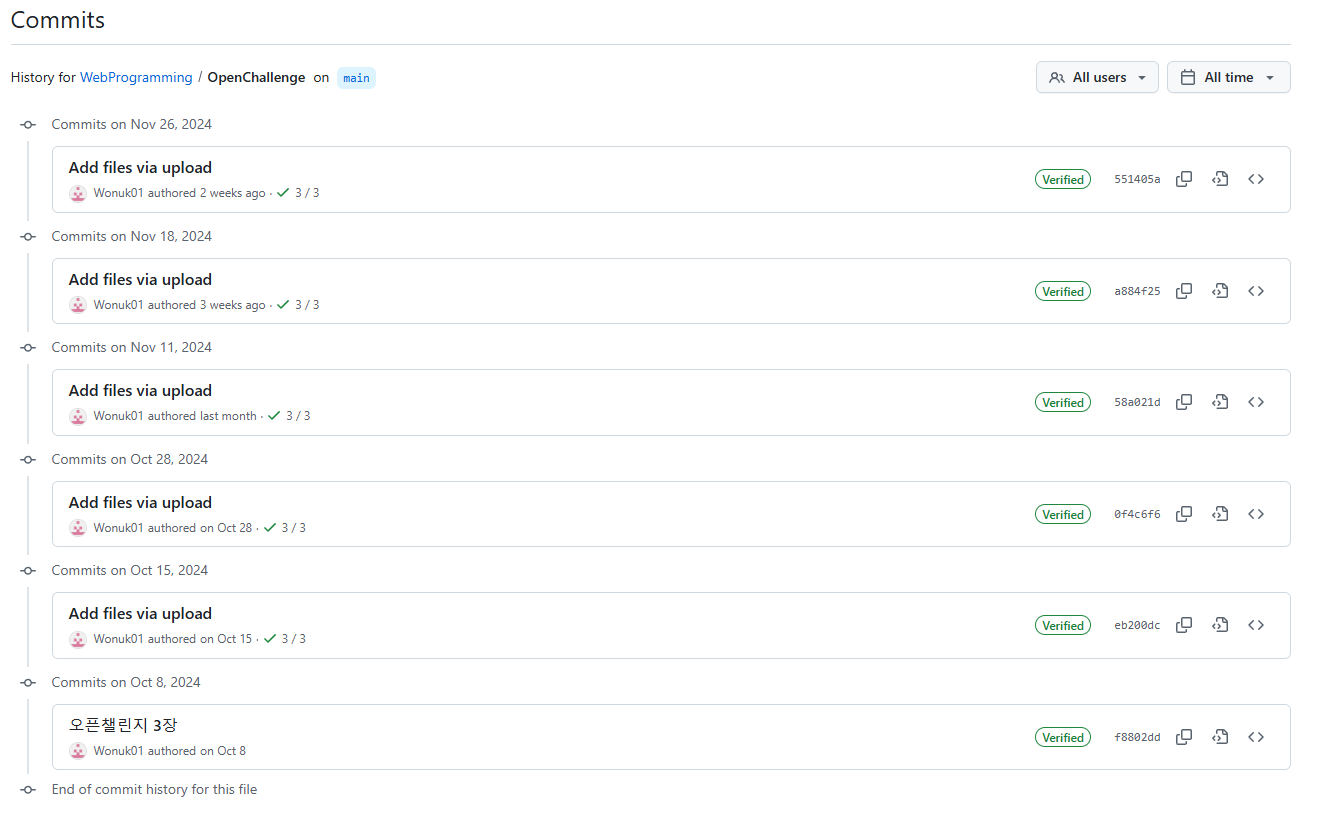 Commits
History for WebProgramming / OpenChallenge on main
All users
All time
Commits on Nov 26, 2024
Add files via upload
Wonuk01 authored 2 weeks ago · 3 / 3
Verified
551405a
Commits on Nov 18, 2024
Add files via upload
Wonuk01 authored 3 weeks ago · 3 / 3
Verified
a884f25
Commits on Nov 11, 2024
Add files via upload
Wonuk01 authored last month · 3 / 3
Verified
58a021d
Commits on Oct 28, 2024
Add files via upload
Wonuk01 authored on Oct 28 · 3 / 3
Verified
0f4c6f6
Commits on Oct 15, 2024
Add files via upload
Wonuk01 authored on Oct 15 · 3 / 3
Verified
eb200dc
Commits on Oct 8, 2024
오픈챌린지 3장
Wonuk01 authored on Oct 8
Verified
f8802dd
End of commit history for this file